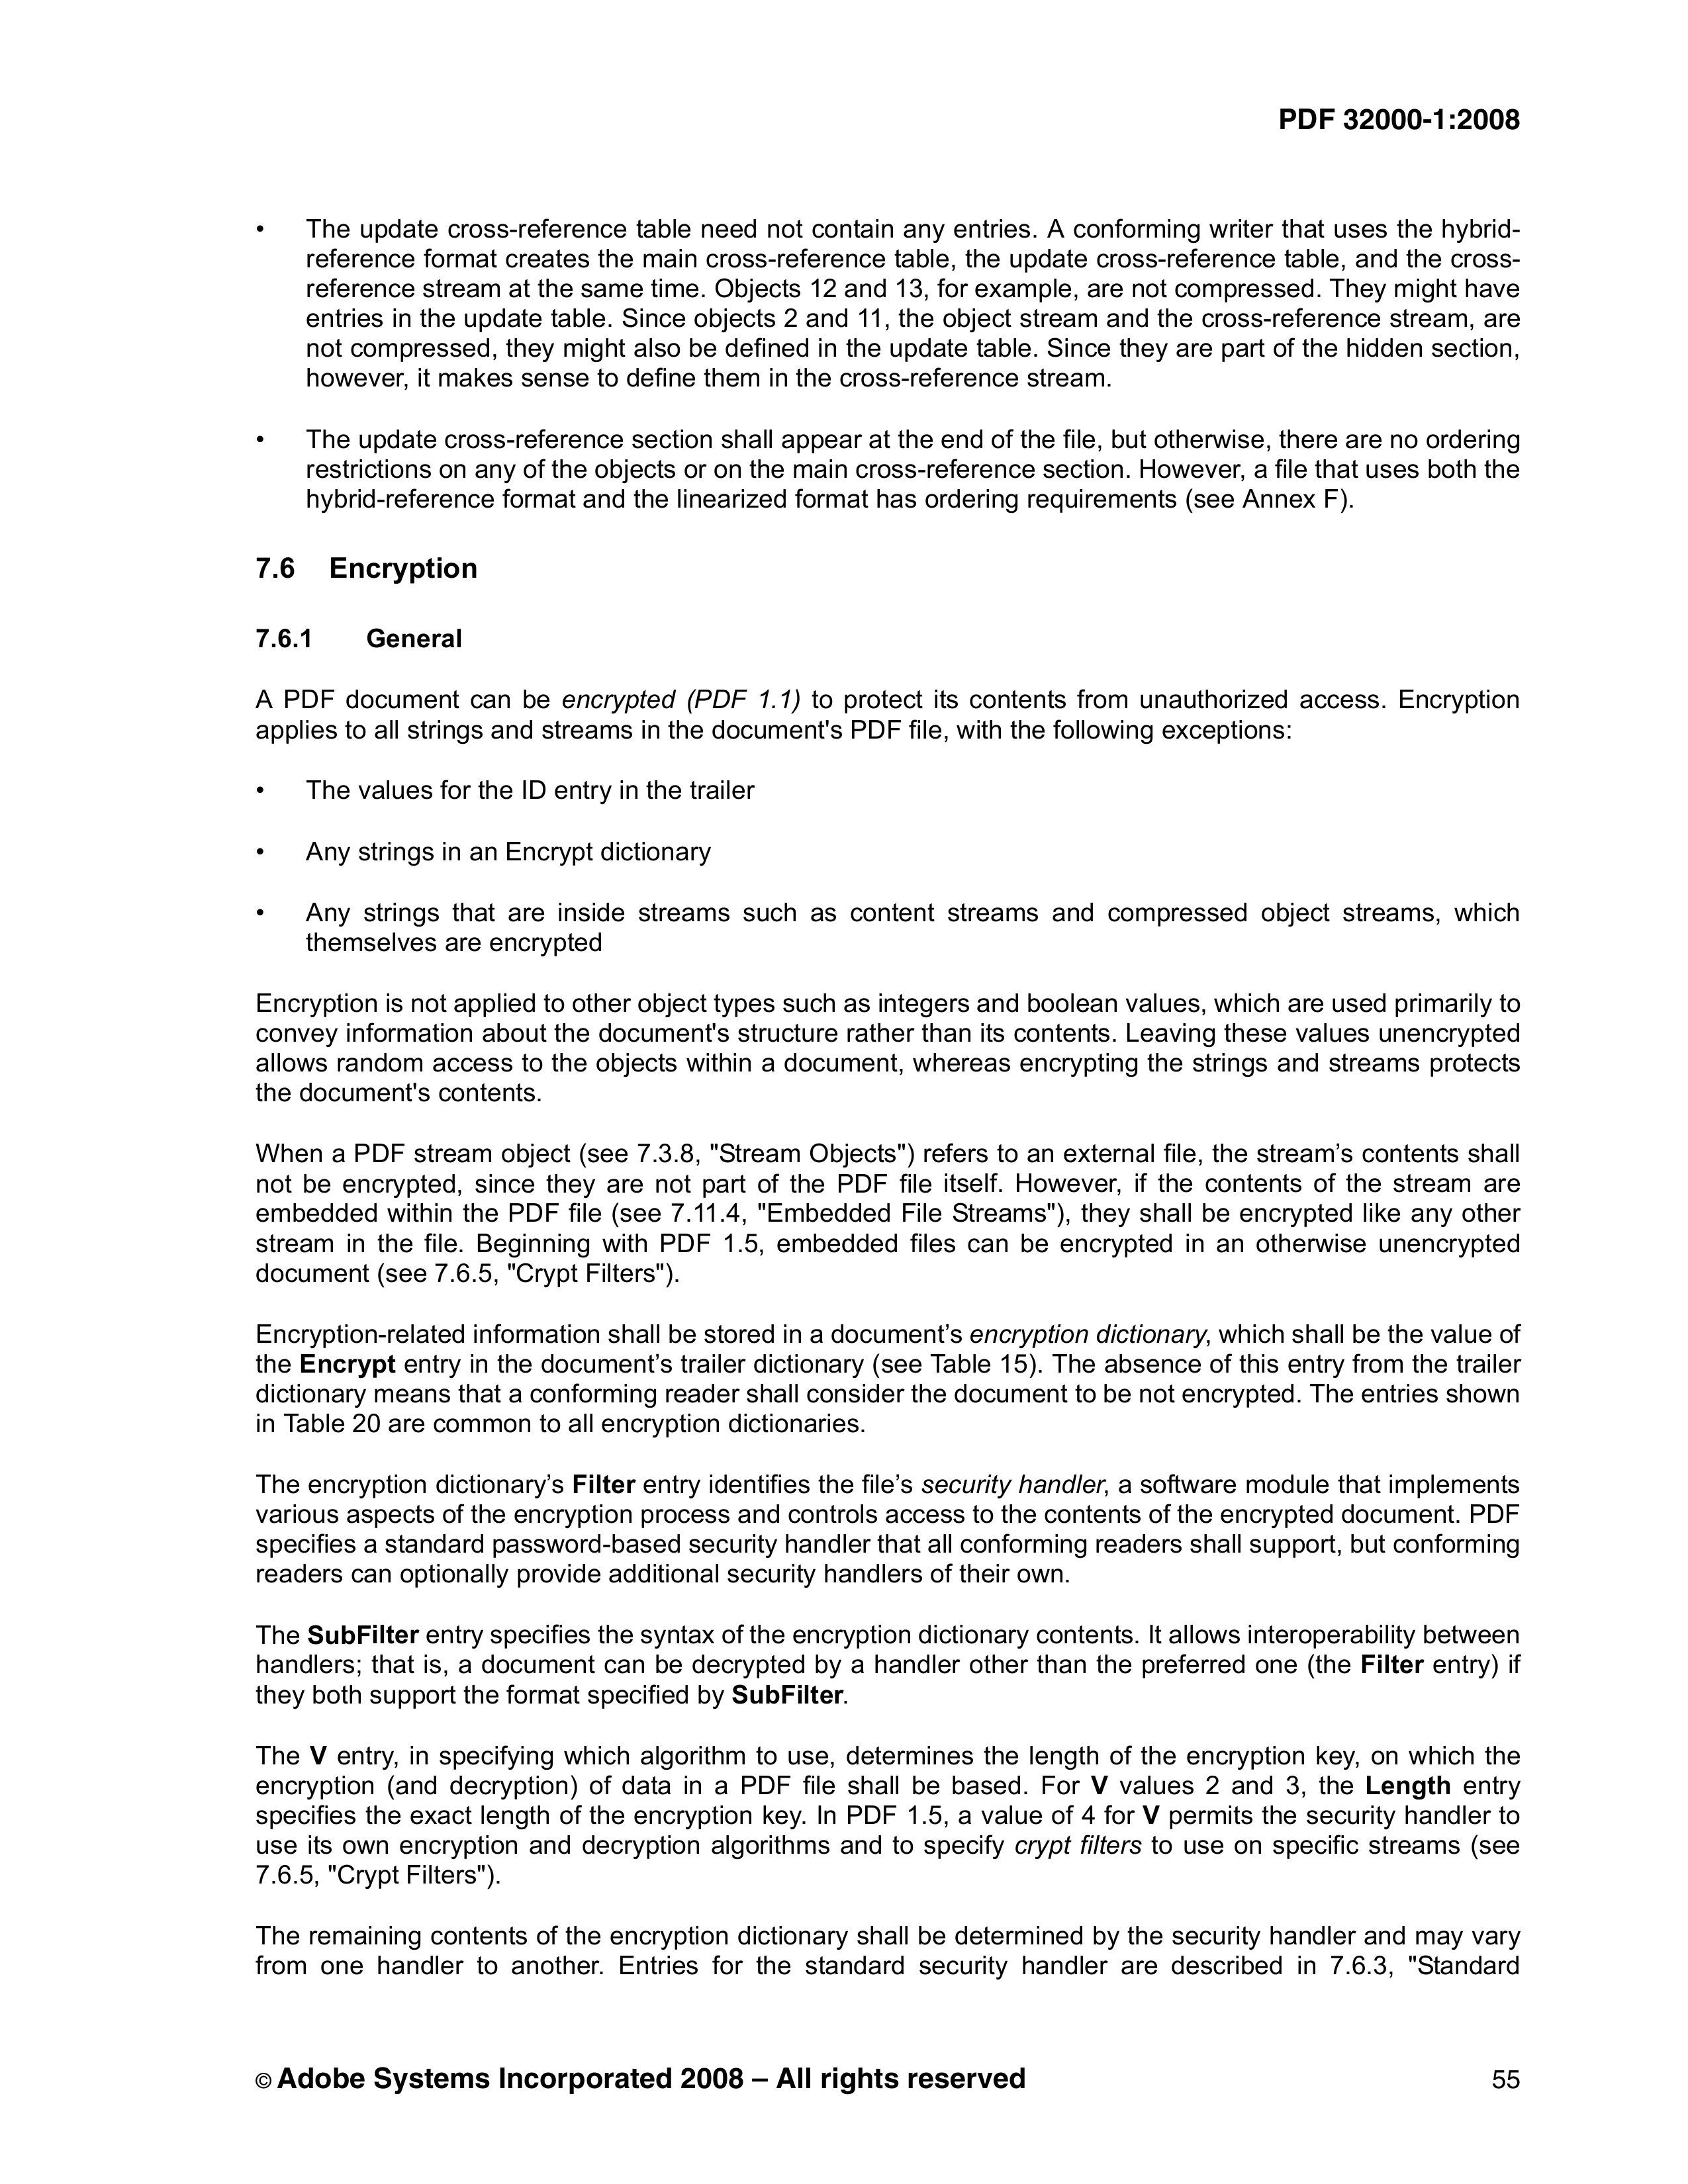 PDF 32000-1:2008
• The update cross-reference table need not contain any entries. A conforming writer that uses the hybrid-
reference format creates the main cross-reference table, the update cross-reference table, and the cross-
reference stream at the same time. Objects 12 and 13, for example, are not compressed. They might have
entries in the update table. Since objects 2 and 11, the object stream and the cross-reference stream, are
not compressed, they might also be defined in the update table. Since they are part of the hidden section,
however, it makes sense to define them in the cross-reference stream.
• The update cross-reference section shall appear at the end of the file, but otherwise, there are no ordering
restrictions on any of the objects or on the main cross-reference section. However, a file that uses both the
hybrid-reference format and the linearized format has ordering requirements (see Annex F).
7.6 Encryption
7.6.1 General
A PDF document can be encrypted (PDF 1.1) to protect its contents from unauthorized access. Encryption
applies to all strings and streams in the document's PDF file, with the following exceptions:
• The values for the ID entry in the trailer
• Any strings in an Encrypt dictionary
• Any strings that are inside streams such as content streams and compressed object streams, which
themselves are encrypted
Encryption is not applied to other object types such as integers and boolean values, which are used primarily to
convey information about the document's structure rather than its contents. Leaving these values unencrypted
allows random access to the objects within a document, whereas encrypting the strings and streams protects
the document's contents.
When a PDF stream object (see 7.3.8, "Stream Objects") refers to an external file, the stream’s contents shall
not be encrypted, since they are not part of the PDF file itself. However, if the contents of the stream are
embedded within the PDF file (see 7.11.4, "Embedded File Streams"), they shall be encrypted like any other
stream in the file. Beginning with PDF 1.5, embedded files can be encrypted in an otherwise unencrypted
document (see 7.6.5, "Crypt Filters").
Encryption-related information shall be stored in a document’s encryption dictionary, which shall be the value of
the Encrypt entry in the document’s trailer dictionary (see Table 15). The absence of this entry from the trailer
dictionary means that a conforming reader shall consider the document to be not encrypted. The entries shown
in Table 20 are common to all encryption dictionaries.
The encryption dictionary’s Filter entry identifies the file’s security handler, a software module that implements
various aspects of the encryption process and controls access to the contents of the encrypted document. PDF
specifies a standard password-based security handler that all conforming readers shall support, but conforming
readers can optionally provide additional security handlers of their own.
The SubFilter entry specifies the syntax of the encryption dictionary contents. It allows interoperability between
handlers; that is, a document can be decrypted by a handler other than the preferred one (the Filter entry) if
they both support the format specified by SubFilter.
The V entry, in specifying which algorithm to use, determines the length of the encryption key, on which the
encryption (and decryption) of data in a PDF file shall be based. For V values 2 and 3, the Length entry
specifies the exact length of the encryption key. In PDF 1.5, a value of 4 for V permits the security handler to
use its own encryption and decryption algorithms and to specify crypt filters to use on specific streams (see
7.6.5, "Crypt Filters").
The remaining contents of the encryption dictionary shall be determined by the security handler and may vary
from one handler to another. Entries for the standard security handler are described in 7.6.3, "Standard
© Adobe Systems Incorporated 2008 – All rights reserved 55